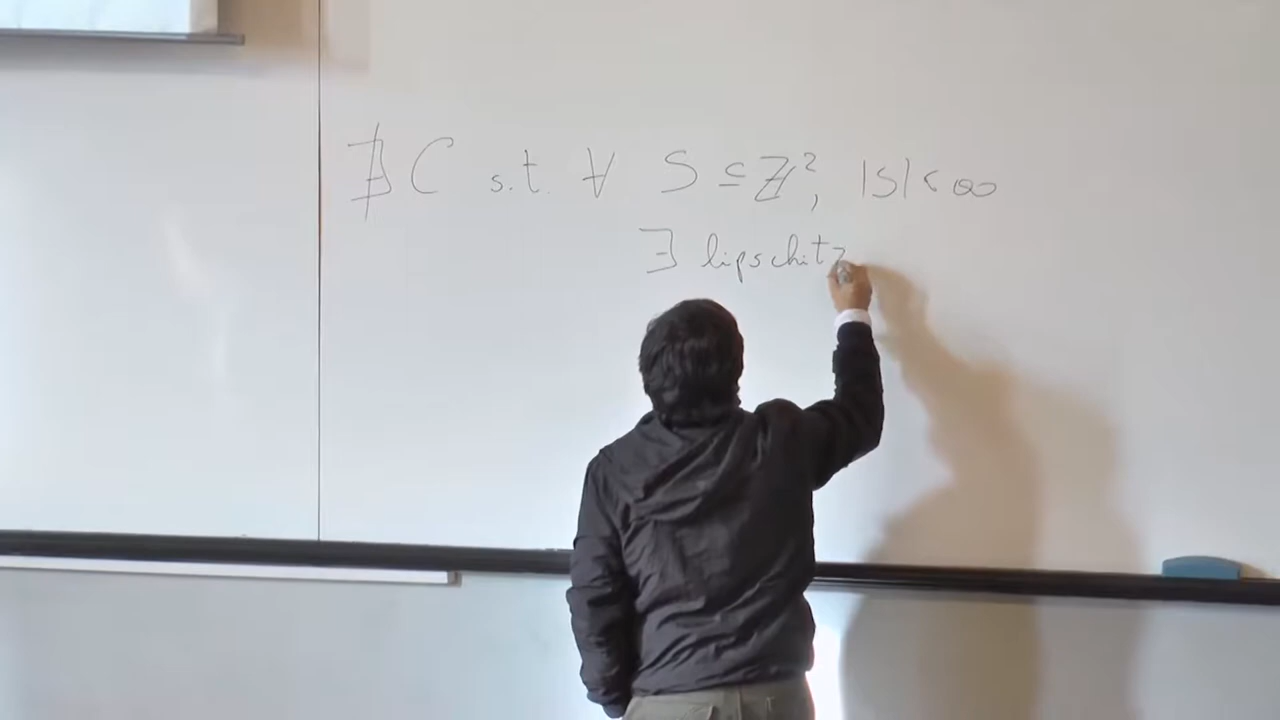 ∄ C s.t. ∀ S ⊆ ℤ², |S| < ∞
∃ lipschitz